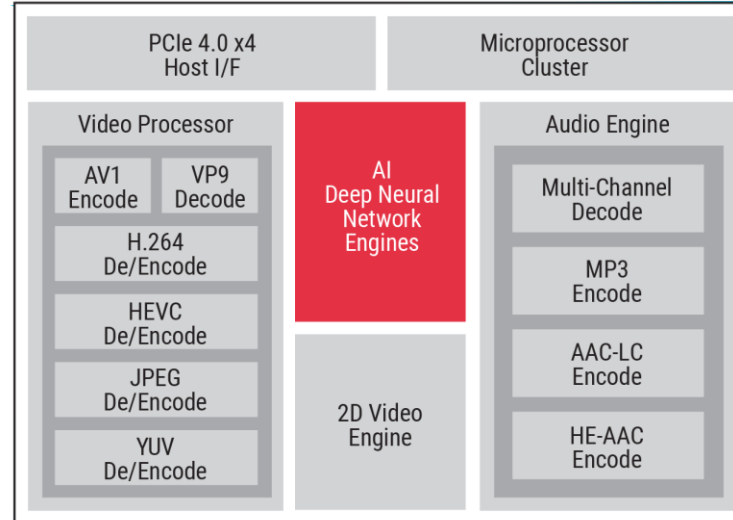 PCIe 4.0 x4
Host I/F
Microprocessor
Cluster
Video Processor
AV1
Encode
VP9
Decode
H.264
De/Encode
HEVC
De/Encode
JPEG
De/Encode
YUV
De/Encode
AI
Deep Neural
Network
Engines
2D Video
Engine
Audio Engine
Multi-Channel
Decode
MP3
Encode
AAC-LC
Encode
HE-AAC
Encode